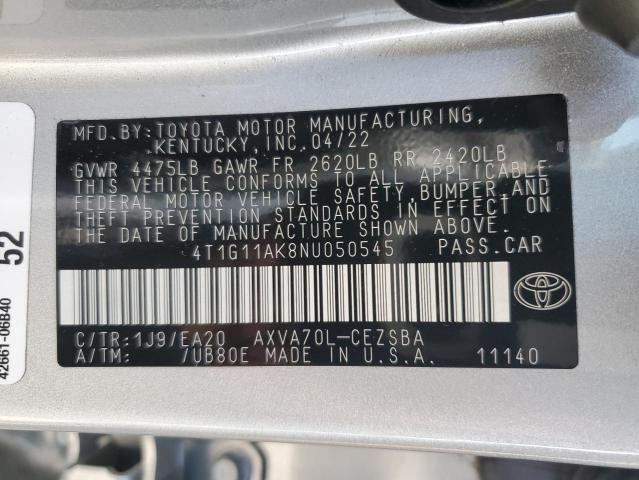 MFD.BY:TOYOTA MOTOR MANUFACTURING,
KENTUCKY,INC.04/22
GVWR 4475LB GAWR FR 2620LB RR 2420LB
THIS VEHICLE CONFORMS TO ALL APPLICABLE
FEDERAL MOTOR VEHICLE SAFETY,BUMPER,AND
THEFT PREVENTION STANDARDS IN EFFECT ON
THE DATE OF MANUFACTURE SHOWN ABOVE.
4T1G11AK8NU050545 PASS.CAR
C/TR:1J9/EA20 AXVA70L-CEZSBA
A/TM: /UB80E MADE IN U.S.A. 11140
52
42661-06B40